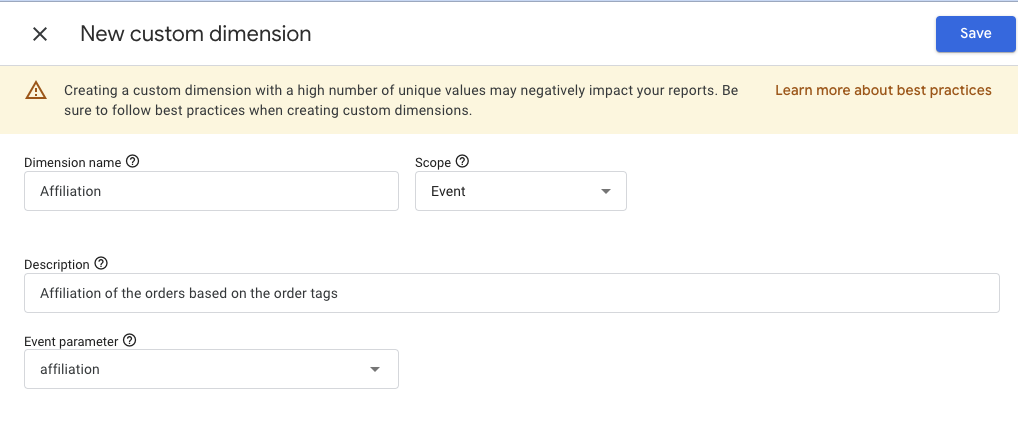 New custom dimension
Save
Creating a custom dimension with a high number of unique values may negatively impact your reports. Be
sure to follow best practices when creating custom dimensions.
Learn more about best practices
Dimension name
Scope
Affiliation
Event
Description
Affiliation of the orders based on the order tags
Event parameter
affiliation